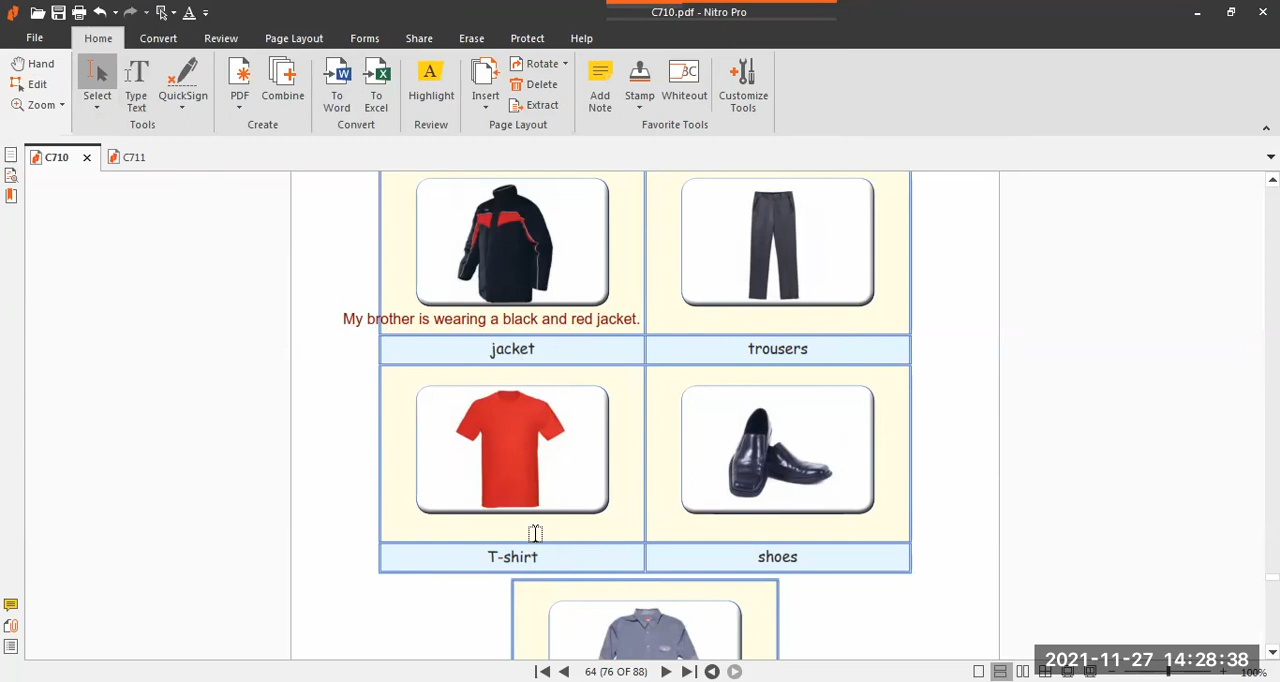 C710.pdf - Nitro Pro
File Home Convert Review Page Layout Forms Share Erase Protect Help
Hand
Edit
Zoom
Select
Type Text
QuickSign
Tools
PDF
Combine
Create
To Word
To Excel
Convert
Highlight
Review
Insert
Rotate
Delete
Extract
Page Layout
Add Note
Stamp
Whiteout
Favorite Tools
Customize Tools
C710
C711
My brother is wearing a black and red jacket.
jacket trousers
T-shirt shoes
64 (76 OF 88)
2021-11-27 14:28:38
100%